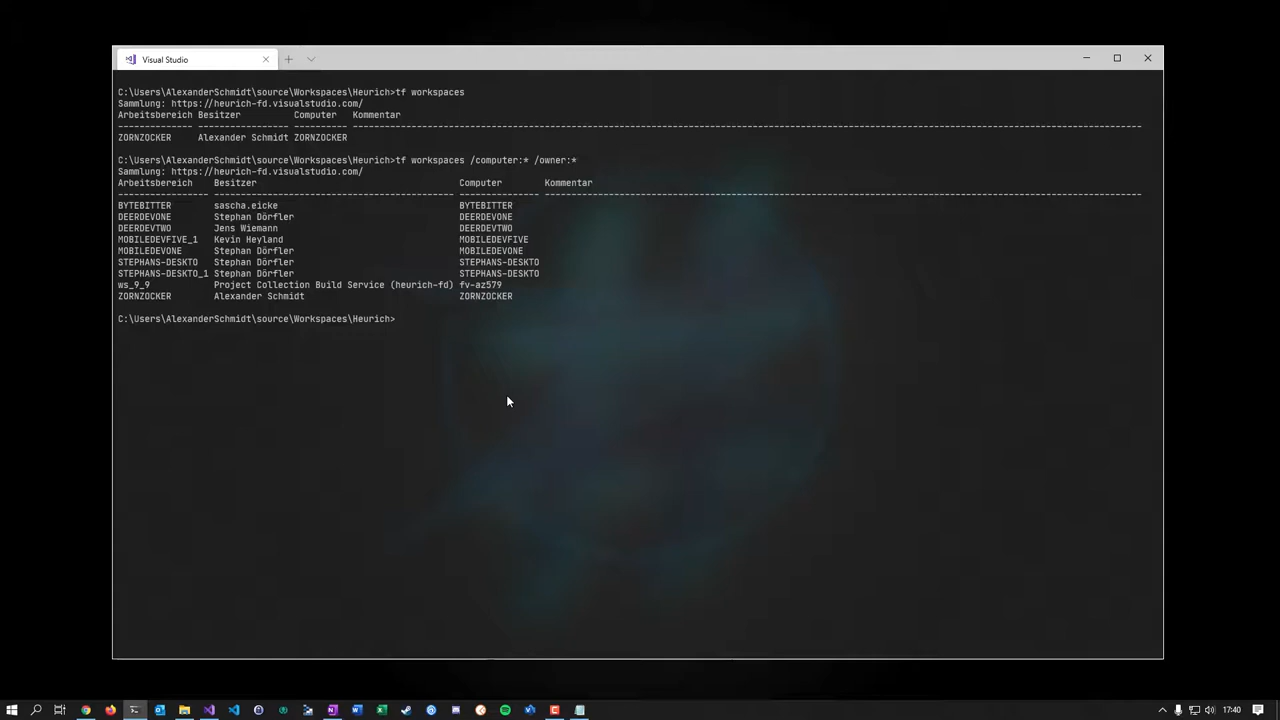 Visual Studio
C:\Users\AlexanderSchmidt\source\Workspaces\Heurich>tf workspaces
Sammlung: https://heurich-fd.visualstudio.com/
Arbeitsbereich Besitzer Computer Kommentar
-------------- ----------------- ---------- ----------------------------------------------------------------------------------------------------------------------------------------------------
ZORNZOCKER Alexander Schmidt ZORNZOCKER
C:\Users\AlexanderSchmidt\source\Workspaces\Heurich>tf workspaces /computer:* /owner:*
Sammlung: https://heurich-fd.visualstudio.com/
Arbeitsbereich Besitzer Computer Kommentar
----------------- --------------------------------------------- --------------- ----------------------------------------------------------------------------------------------------------------
BYTEBITTER sascha.eicke BYTEBITTER
DEERDEVONE Stephan Dörfler DEERDEVONE
DEERDEVTWO Jens Wiemann DEERDEVTWO
MOBILEDEVFIVE_1 Kevin Heyland MOBILEDEVFIVE
MOBILEDEVONE Stephan Dörfler MOBILEDEVONE
STEPHANS-DESKTO Stephan Dörfler STEPHANS-DESKTO
STEPHANS-DESKTO_1 Stephan Dörfler STEPHANS-DESKTO
ws_9_9 Project Collection Build Service (heurich-fd) fv-az579
ZORNZOCKER Alexander Schmidt ZORNZOCKER
C:\Users\AlexanderSchmidt\source\Workspaces\Heurich>
17:40